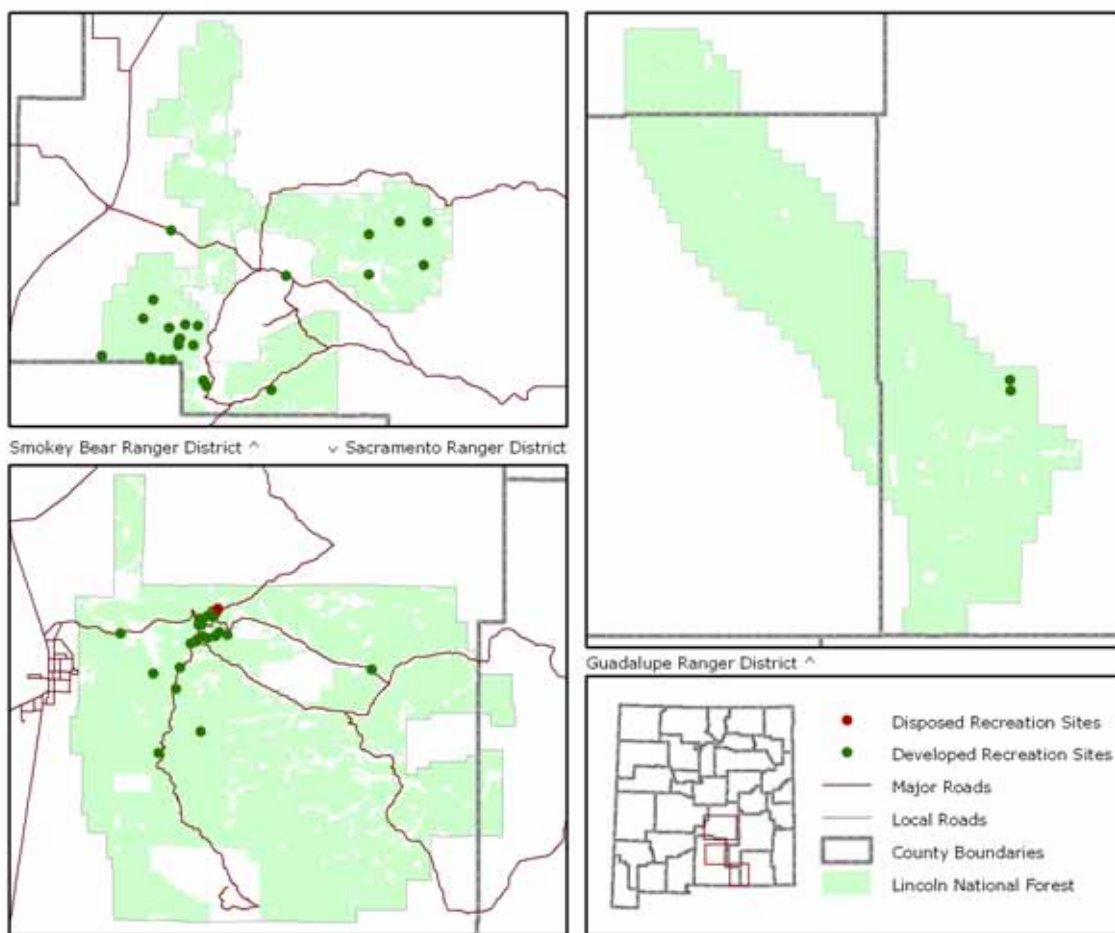 Smokey Bear Ranger District ^
v Sacramento Ranger District
Guadalupe Ranger District ^
Disposed Recreation Sites
Developed Recreation Sites
Major Roads
Local Roads
County Boundaries
Lincoln National Forest